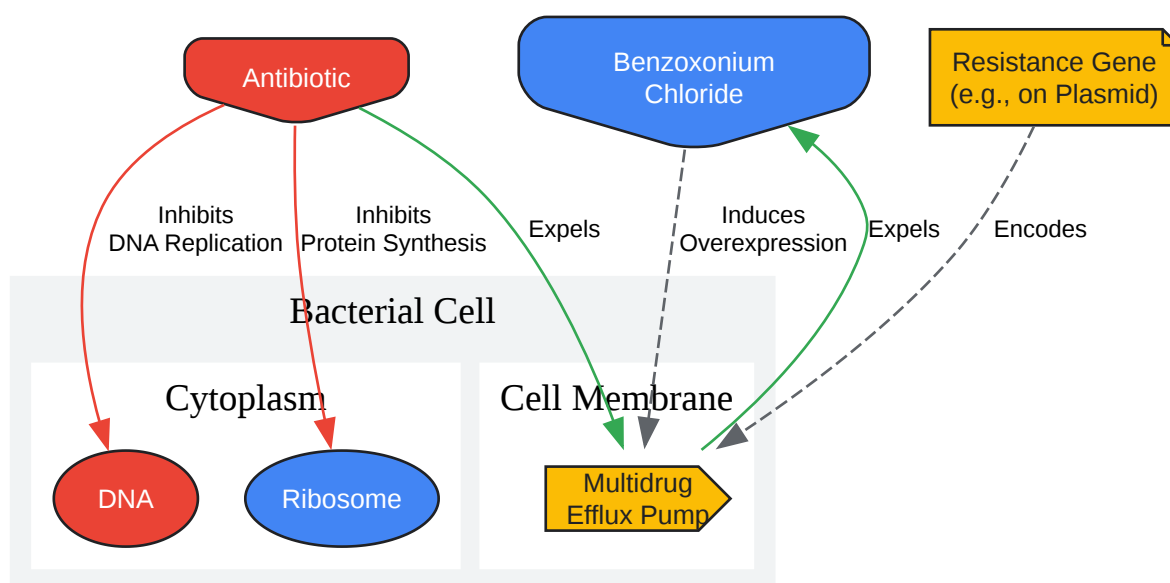 Antibiotic
Benzoxonium
Chloride
Resistance Gene
(e.g., on Plasmid)
Inhibits
DNA Replication
Inhibits
Protein Synthesis
Expels
Induces
Overexpression
Expels
Encodes
Bacterial Cell
Cytoplasm
Cell Membrane
DNA
Ribosome
Multidrug
Efflux Pump